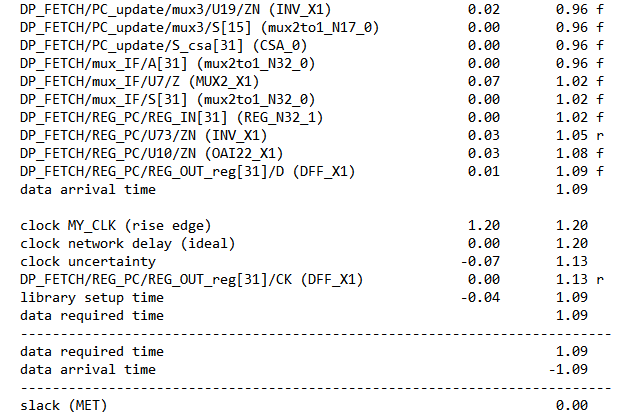 DP_FETCH/PC_update/mux3/U19/ZN (INV_X1) 0.02 0.96 f
DP_FETCH/PC_update/mux3/S[15] (mux2to1_N17_0) 0.00 0.96 f
DP_FETCH/PC_update/S_csa[31] (CSA_0) 0.00 0.96 f
DP_FETCH/mux_IF/A[31] (mux2to1_N32_0) 0.00 0.96 f
DP_FETCH/mux_IF/U7/Z (MUX2_X1) 0.07 1.02 f
DP_FETCH/mux_IF/S[31] (mux2to1_N32_0) 0.00 1.02 f
DP_FETCH/REG_PC/REG_IN[31] (REG_N32_1) 0.00 1.02 f
DP_FETCH/REG_PC/U73/ZN (INV_X1) 0.03 1.05 r
DP_FETCH/REG_PC/U10/ZN (OAI22_X1) 0.03 1.08 f
DP_FETCH/REG_PC/REG_OUT_reg[31]/D (DFF_X1) 0.01 1.09 f
data arrival time 1.09
clock MY_CLK (rise edge) 1.20 1.20
clock network delay (ideal) 0.00 1.20
clock uncertainty -0.07 1.13
DP_FETCH/REG_PC/REG_OUT_reg[31]/CK (DFF_X1) 0.00 1.13 r
library setup time -0.04 1.09
data required time 1.09
--------------------------------------------------------------------------
data required time 1.09
data arrival time -1.09
--------------------------------------------------------------------------
slack (MET) 0.00